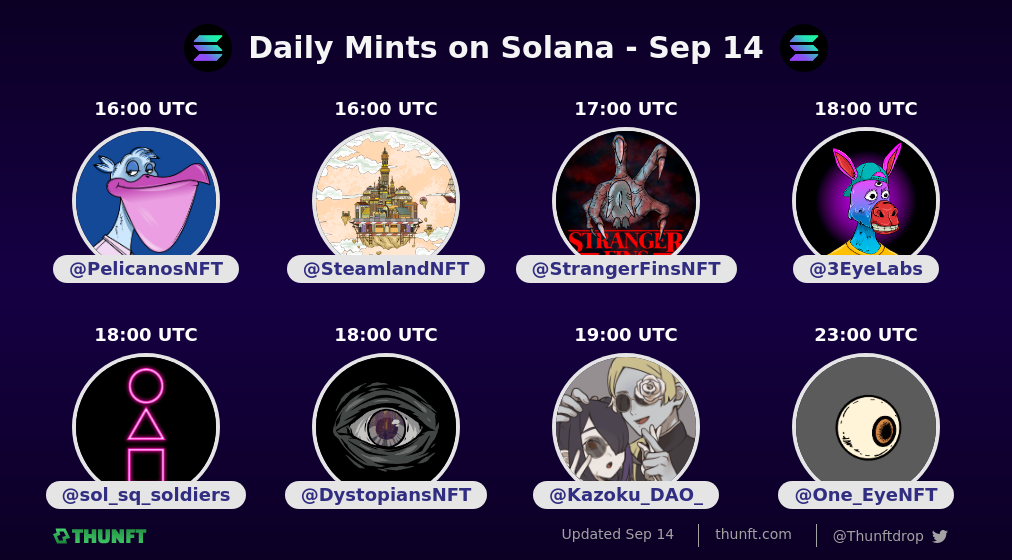 Daily Mints on Solana - Sep 14
16:00 UTC
16:00 UTC
17:00 UTC
18:00 UTC
STRANGER
FINS
@PelicanosNFT
@SteamlandNFT
@StrangerFinsNFT
@3EyeLabs
18:00 UTC
18:00 UTC
19:00 UTC
23:00 UTC
@sol_sq_soldiers
@DystopiansNFT
@Kazoku_DAO_
@One_EyeNFT
THUNFT
Updated Sep 14
thunft.com
@Thunftdrop